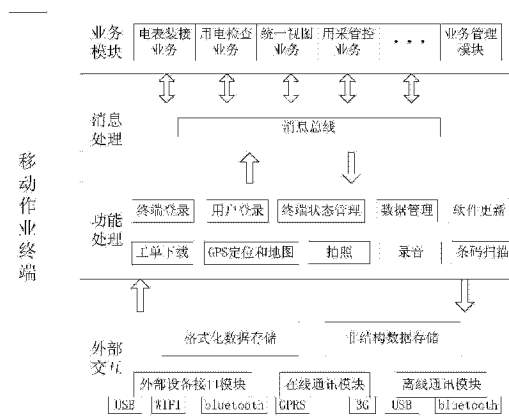 业务
模块
电表装接
业务
用电检查
业务
统一视图
业务
用采管控
业务
...
业务管理
模块
消息
处理
消息总线
移动作业终端
功能
处理
终端登录
用户登录
终端状态管理
数据管理
软件更新
工单下载
GPS定位和地图
拍照
录音
条码扫描
外部
交互
格式化数据存储
非结构数据存储
外部设备接口模块
在线通讯模块
离线通讯模块
USB
WIFI
bluetooth
GPRS
3G
USB
bluetooth